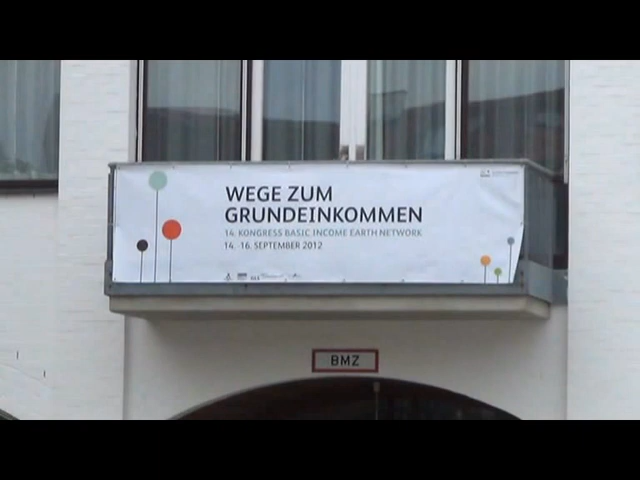 WEGE ZUM
GRUNDEINKOMMEN
14. KONGRESS BASIC INCOME EARTH NETWORK
14. - 16. SEPTEMBER 2012
BMZ